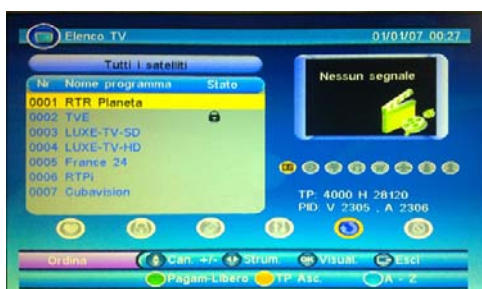 Elenco TV
01/01/07 00:27
Tutti i satelliti
Nr Nome programma Stato
0001 RTR Planeta
0002 TVE
0003 LUXE-TV-SD
0004 LUXE-TV-HD
0005 France 24
0006 RTPi
0007 Cubavision
Nessun segnale
TP: 4000 H 28120
PID: V 2305 , A 2306
Ordina
Can. +/- Strum. OK Visual. Esci
Pagam-Libero TP Asc. A - Z